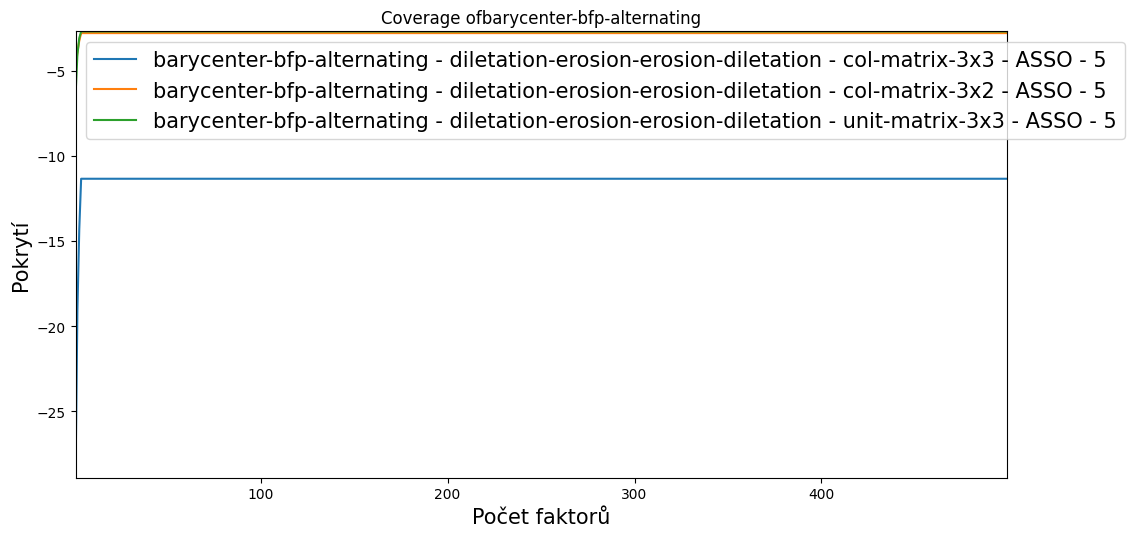 Coverage ofbarycenter-bfp-alternating
barycenter-bfp-alternating - diletation-erosion-erosion-diletation - col-matrix-3x3 - ASSO - 5
barycenter-bfp-alternating - diletation-erosion-erosion-diletation - col-matrix-3x2 - ASSO - 5
barycenter-bfp-alternating - diletation-erosion-erosion-diletation - unit-matrix-3x3 - ASSO - 5
−5
−10
−15
−20
−25
Pokrytí
100 200 300 400
Počet faktorů